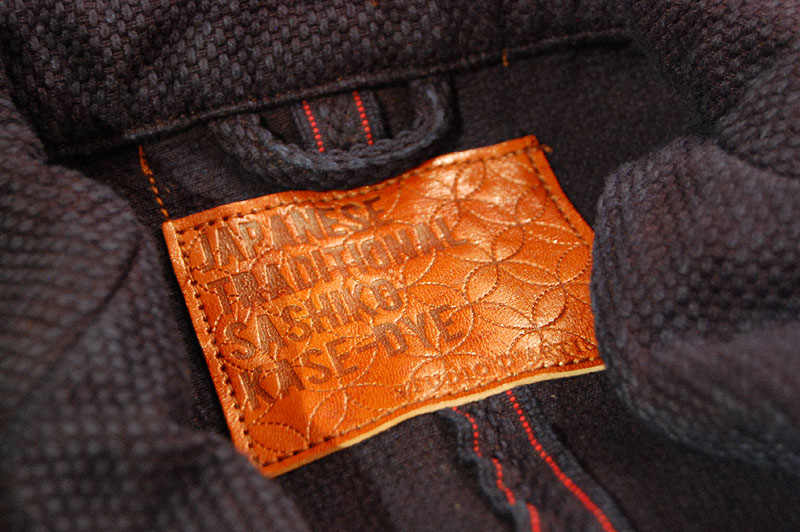 JAPANESE
TRADITIONAL
SASHIKO
KASE-DYE